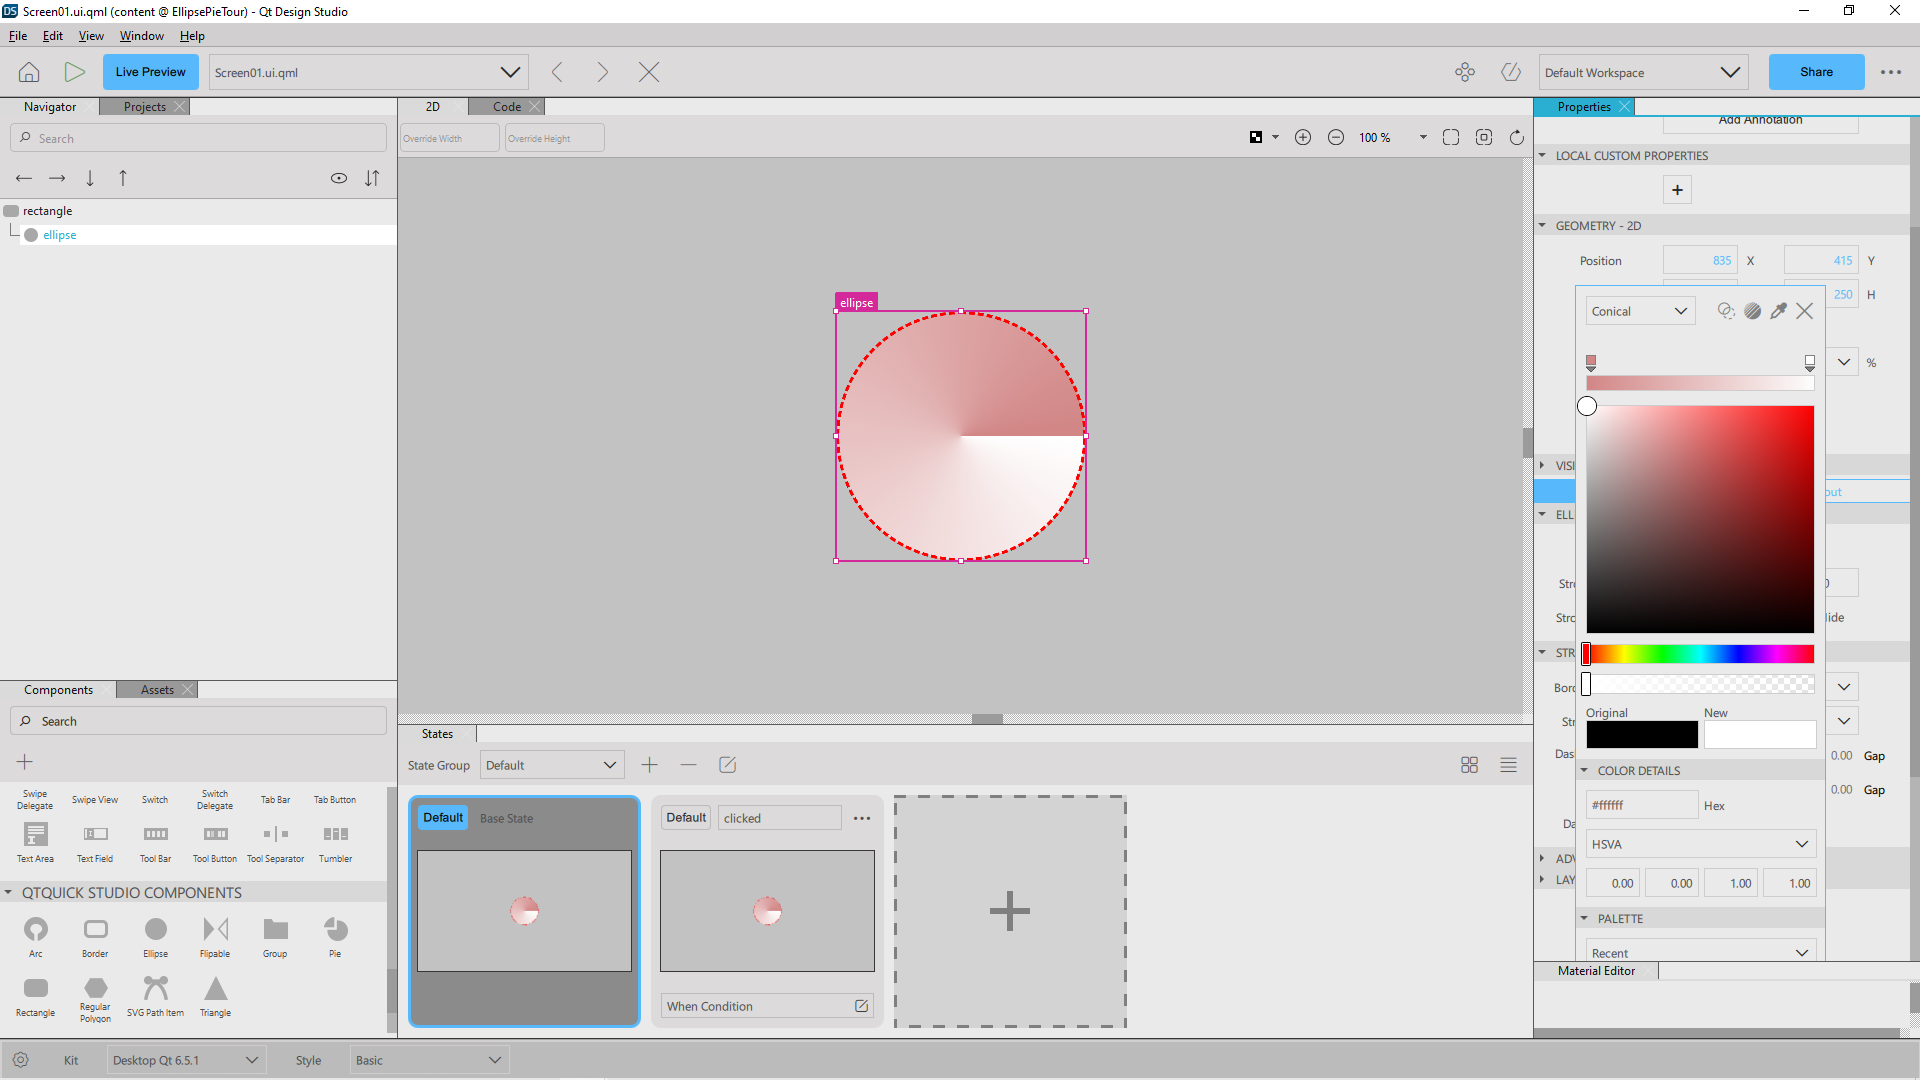 DS Screen01.ui.qml (content @ EllipsePieTour) - Qt Design Studio
File Edit View Window Help
Live Preview Screen01.ui.qml Default Workspace Share
Navigator Projects 2D Code Properties
Search
Override Width Override Height 100 % Add Annotation
LOCAL CUSTOM PROPERTIES
rectangle
ellipse
GEOMETRY - 2D
Position 835 X 415 Y
250 H
ellipse
Conical
%
VISI
out
ELL
Stro 0
Stro lide
STR
Components Assets
Bord
Search
Original New
States
Str
State Group Default
Das 0.00 Gap
COLOR DETAILS
0.00 Gap
Swipe Delegate Swipe View Switch Switch Delegate Tab Bar Tab Button
#ffffff Hex
Default Base State Default clicked
Da
HSVA
Text Area Text Field Tool Bar Tool Button Tool Separator Tumbler
ADV
LAY
0.00 0.00 1.00 1.00
QTQUICK STUDIO COMPONENTS
PALETTE
Arc Border Ellipse Flipable Group Pie
Recent
Material Editor
Rectangle Regular Polygon SVG Path Item Triangle
When Condition
Kit Desktop Qt 6.5.1 Style Basic